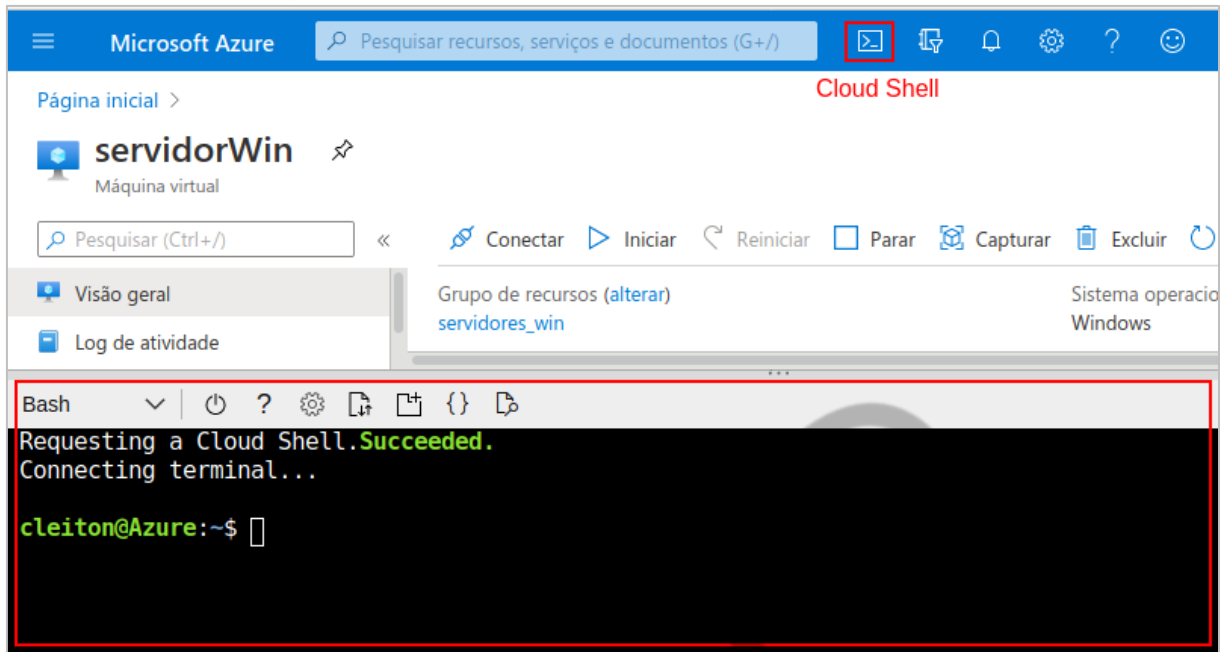 Microsoft Azure
Pesquisar recursos, serviços e documentos (G+/)
Cloud Shell
Página inicial >
servidorWin
Máquina virtual
Pesquisar (Ctrl+/)
«
Conectar Iniciar Reiniciar Parar Capturar Excluir
Visão geral
Log de atividade
Grupo de recursos (alterar)
servidores_win
Sistema operacio
Windows
Bash ? {}
Requesting a Cloud Shell.Succeeded.
Connecting terminal...
cleiton@Azure:~$